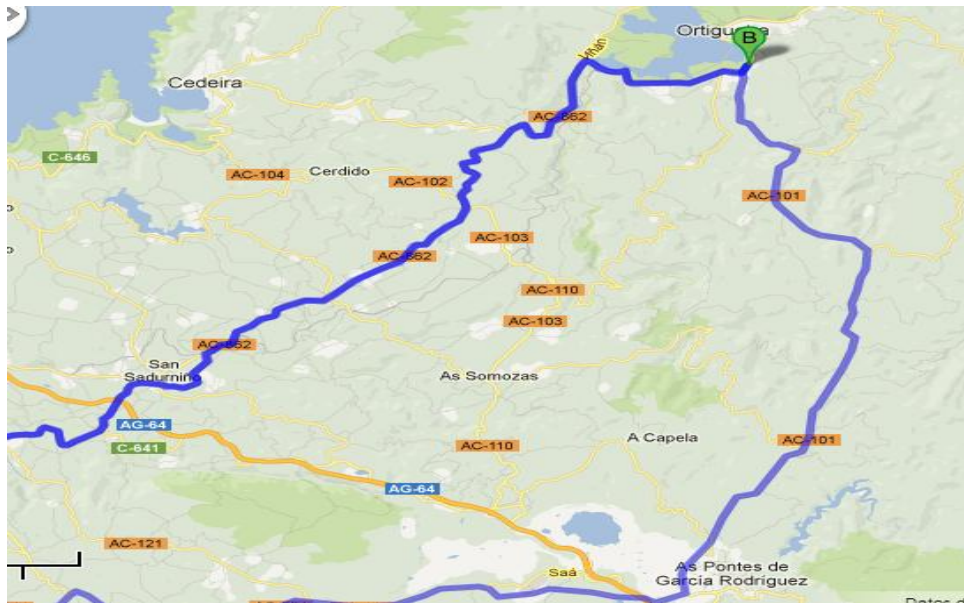 Ortigueira
B
Cedeira
AC-862
C-646
AC-104
Cerdido
AC-102
AC-101
AC-862
AC-103
AC-110
AC-103
AC-862
San
Sadurniño
As Somozas
AG-64
C-641
AC-110
A Capela
AC-101
AG-64
AC-121
Saá
As Pontes de
García Rodríguez